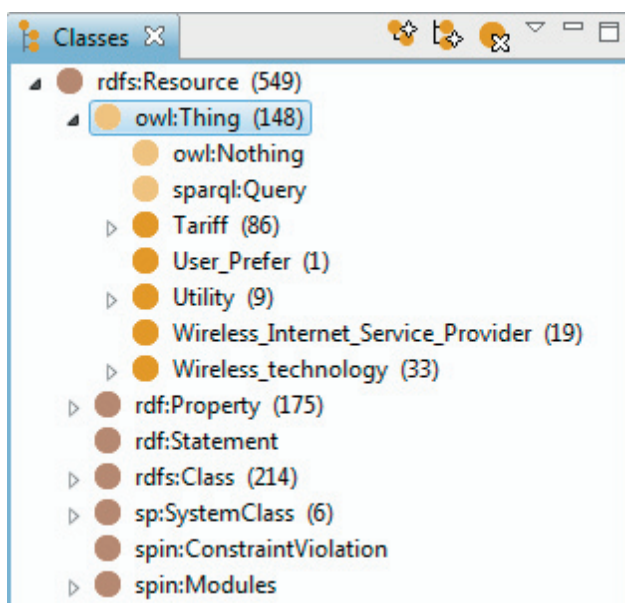 Classes
rdfs:Resource (549)
owl:Thing (148)
owl:Nothing
sparql:Query
Tariff (86)
User_Prefer (1)
Utility (9)
Wireless_Internet_Service_Provider (19)
Wireless_technology (33)
rdf:Property (175)
rdf:Statement
rdfs:Class (214)
sp:SystemClass (6)
spin:ConstraintViolation
spin:Modules